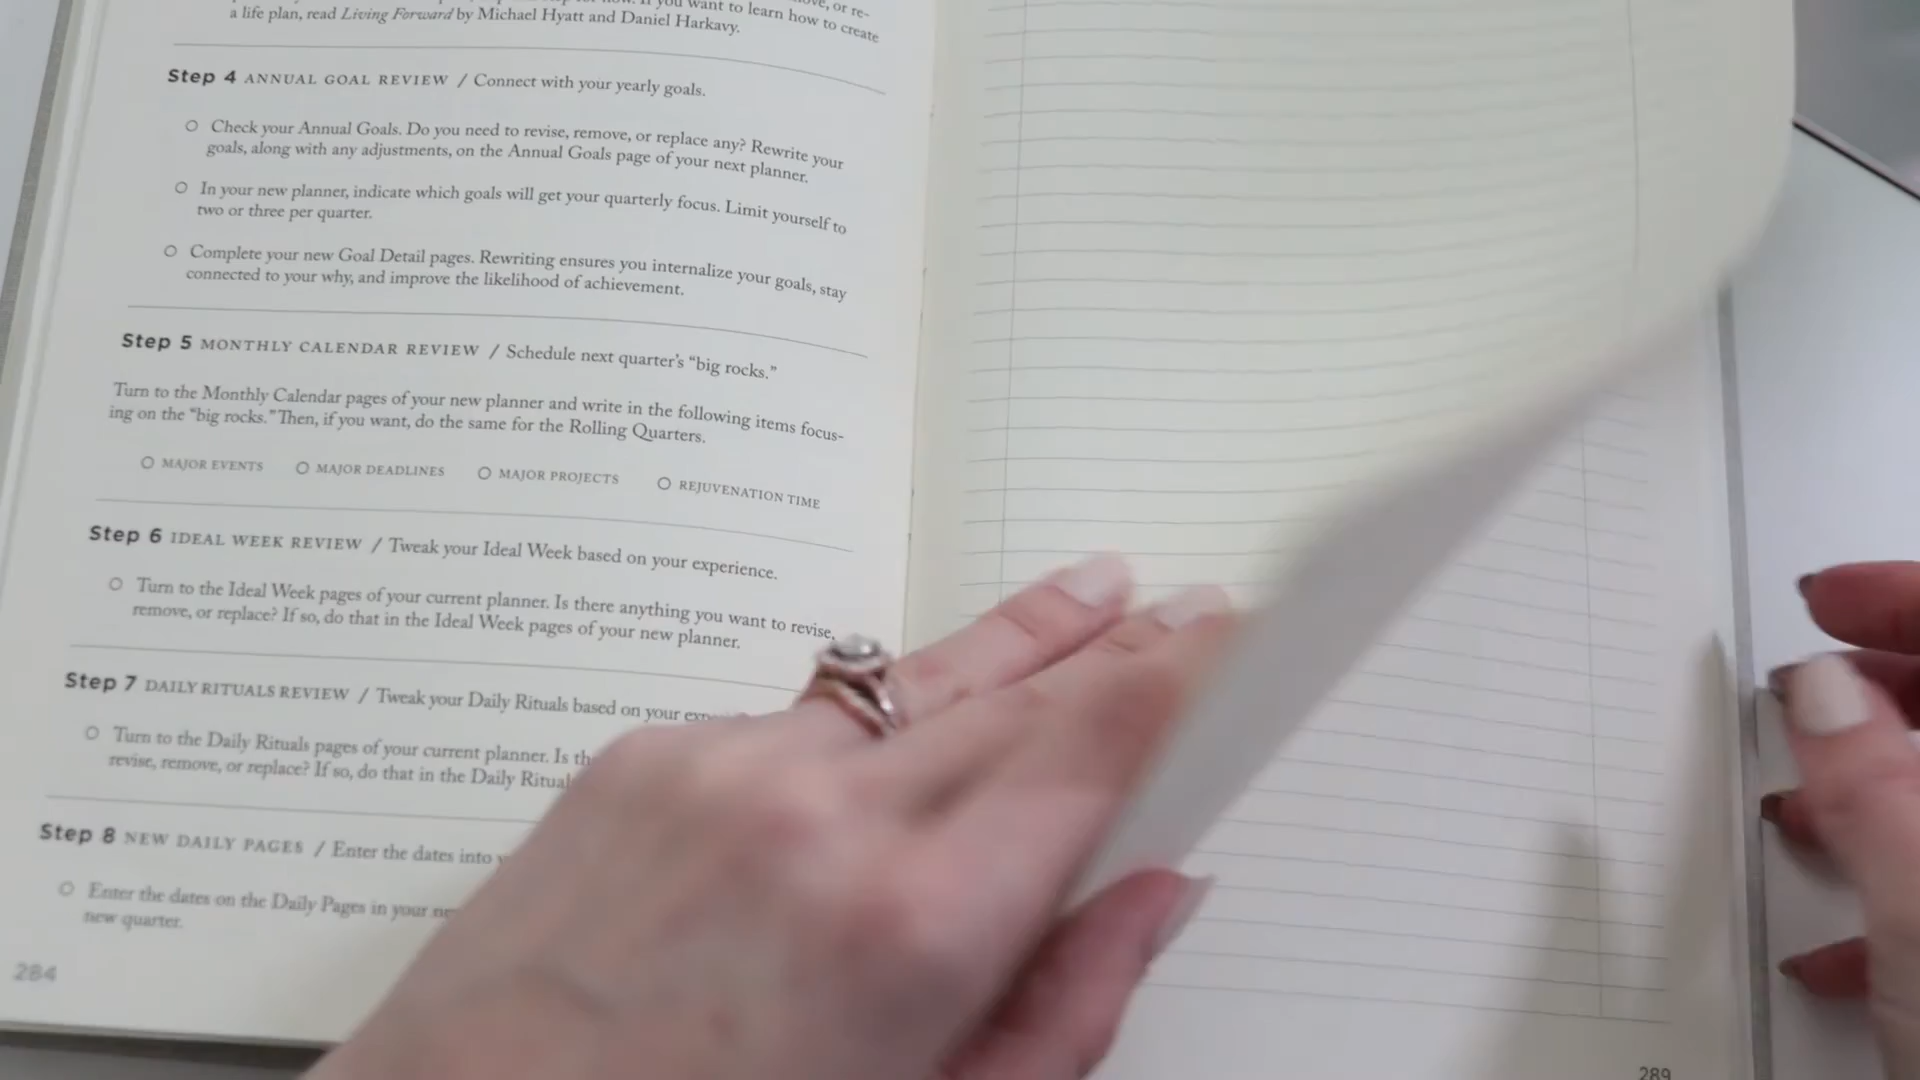 you want to learn how to create
a life plan, read Living Forward by Michael Hyatt and Daniel Harkavy.
Step 4 ANNUAL GOAL REVIEW / Connect with your yearly goals.
Check your Annual Goals. Do you need to revise, remove, or replace any? Rewrite your
goals, along with any adjustments, on the Annual Goals page of your next planner.
In your new planner, indicate which goals will get your quarterly focus. Limit yourself to
two or three per quarter.
Complete your new Goal Detail pages. Rewriting ensures you internalize your goals, stay
connected to your why, and improve the likelihood of achievement.
Step 5 MONTHLY CALENDAR REVIEW / Schedule next quarter's “big rocks.”
Turn to the Monthly Calendar pages of your new planner and write in the following items focus-
ing on the “big rocks.” Then, if you want, do the same for the Rolling Quarters.
MAJOR EVENTS MAJOR DEADLINES MAJOR PROJECTS REJUVENATION TIME
Step 6 IDEAL WEEK REVIEW / Tweak your Ideal Week based on your experience.
Turn to the Ideal Week pages of your current planner. Is there anything you want to revise,
remove, or replace? If so, do that in the Ideal Week pages of your new planner.
Step 7 DAILY RITUALS REVIEW / Tweak your Daily Rituals based on your
Turn to the Daily Rituals pages of your current planner. Is
revise, remove, or replace? If so, do that in the Daily
Step 8 NEW DAILY PAGES / Enter the dates into
Enter the dates on the Daily Pages in your
new quarter.
284
289